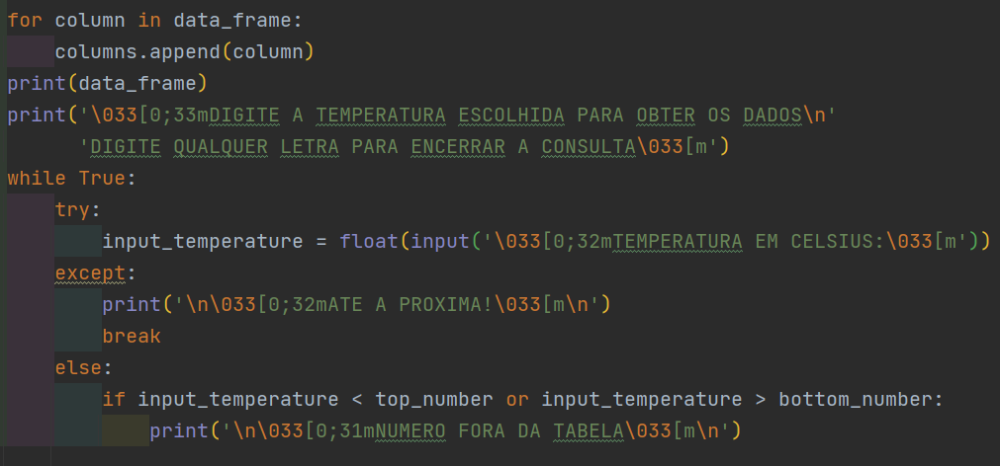 for column in data_frame:
    columns.append(column)
print(data_frame)
print('\033[0;33mDIGITE A TEMPERATURA ESCOLHIDA PARA OBTER OS DADOS\n'
      'DIGITE QUALQUER LETRA PARA ENCERRAR A CONSULTA\033[m')
while True:
    try:
        input_temperature = float(input('\033[0;32mTEMPERATURA EM CELSIUS:\033[m'))
    except:
        print('\n\033[0;32mATE A PROXIMA!\033[m\n')
        break
    else:
        if input_temperature < top_number or input_temperature > bottom_number:
            print('\n\033[0;31mNUMERO FORA DA TABELA\033[m\n')